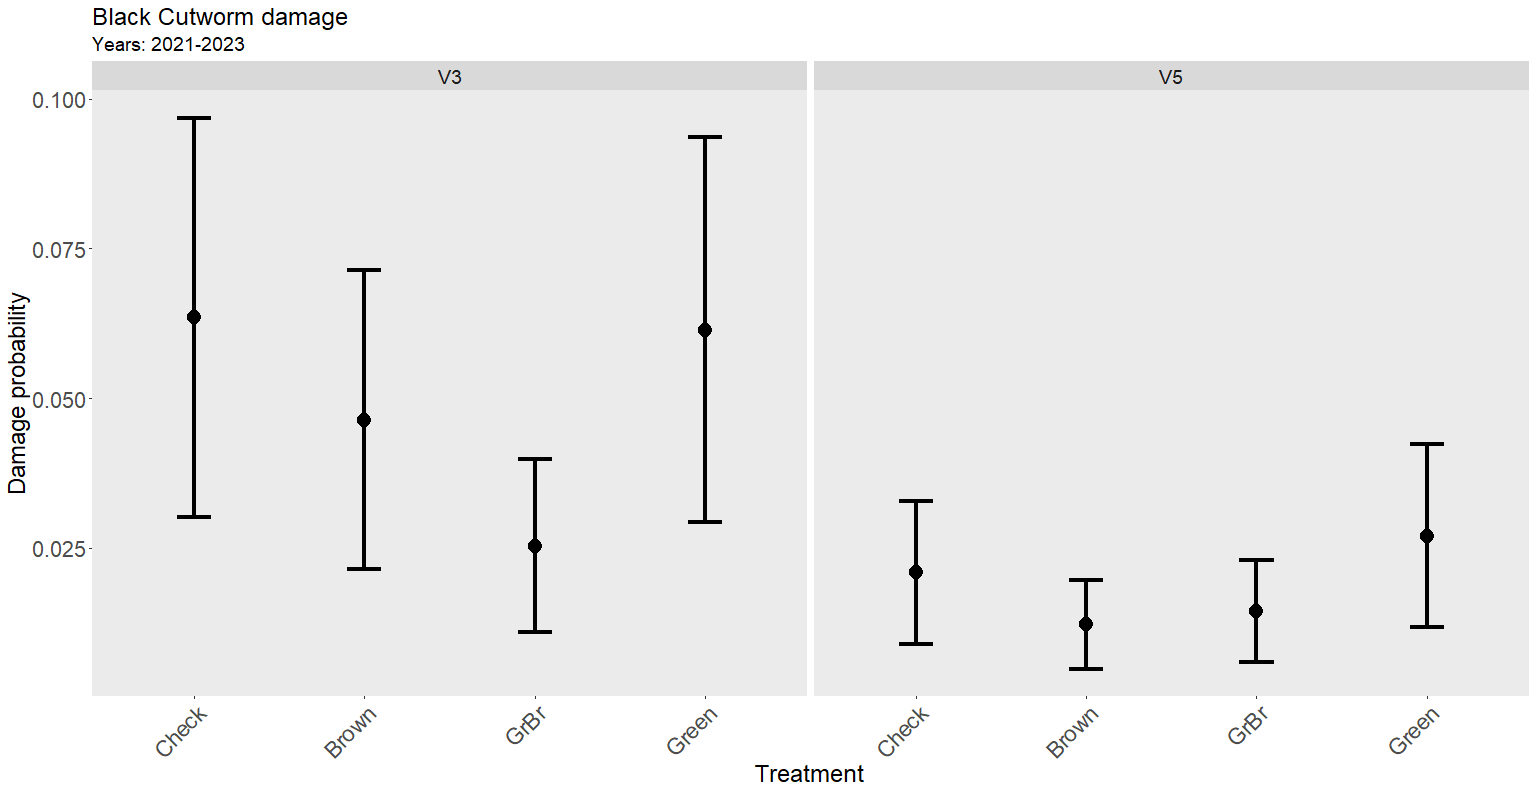 Black Cutworm damage
Years: 2021-2023
V3
V5
0.100
0.075
0.050
0.025
Damage probability
Check
Brown
GrBr
Green
Check
Brown
GrBr
Green
Treatment